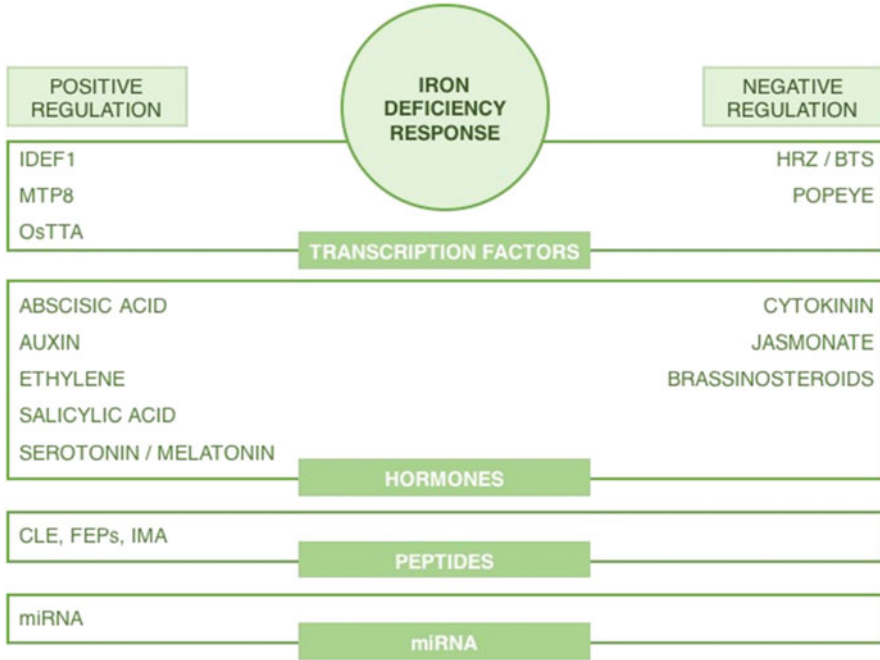 POSITIVE
REGULATION
IRON
DEFICIENCY
RESPONSE
NEGATIVE
REGULATION
IDEF1
MTP8
OsTTA
HRZ / BTS
POPEYE
TRANSCRIPTION FACTORS
ABSCISIC ACID
AUXIN
ETHYLENE
SALICYLIC ACID
SEROTONIN / MELATONIN
CYTOKININ
JASMONATE
BRASSINOSTEROIDS
HORMONES
CLE, FEPs, IMA
PEPTIDES
miRNA
miRNA